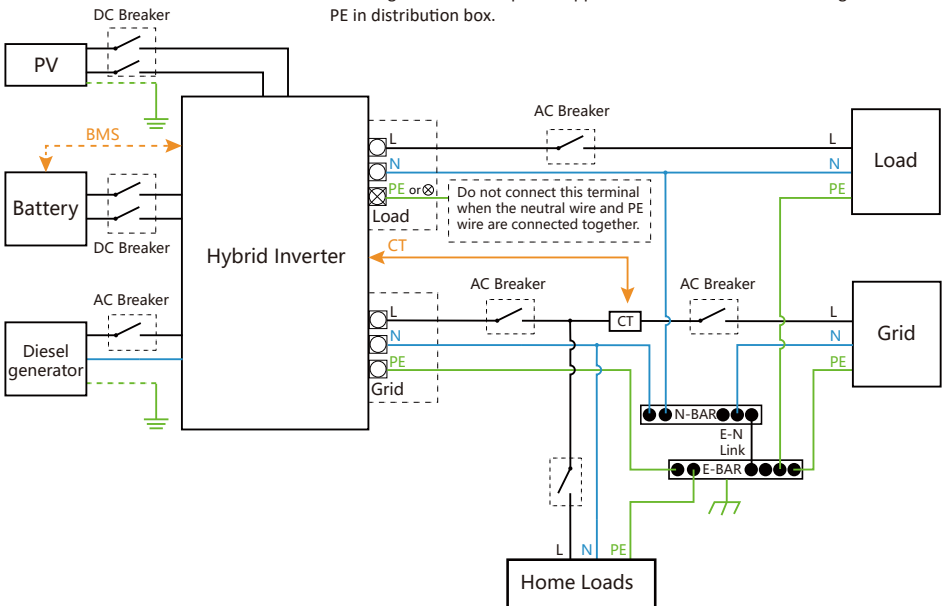 PE in distribution box.
DC Breaker
PV
BMS
Battery
DC Breaker
AC Breaker
Diesel
generator
Hybrid Inverter
L
N
PE or⊗
Load
Do not connect this terminal
when the neutral wire and PE
wire are connected together.
AC Breaker
L
N
PE
Load
CT
AC Breaker
CT
AC Breaker
L
N
PE
Grid
L
N
PE
Grid
N-BAR
E-N
Link
E-BAR
L
N
PE
Home Loads